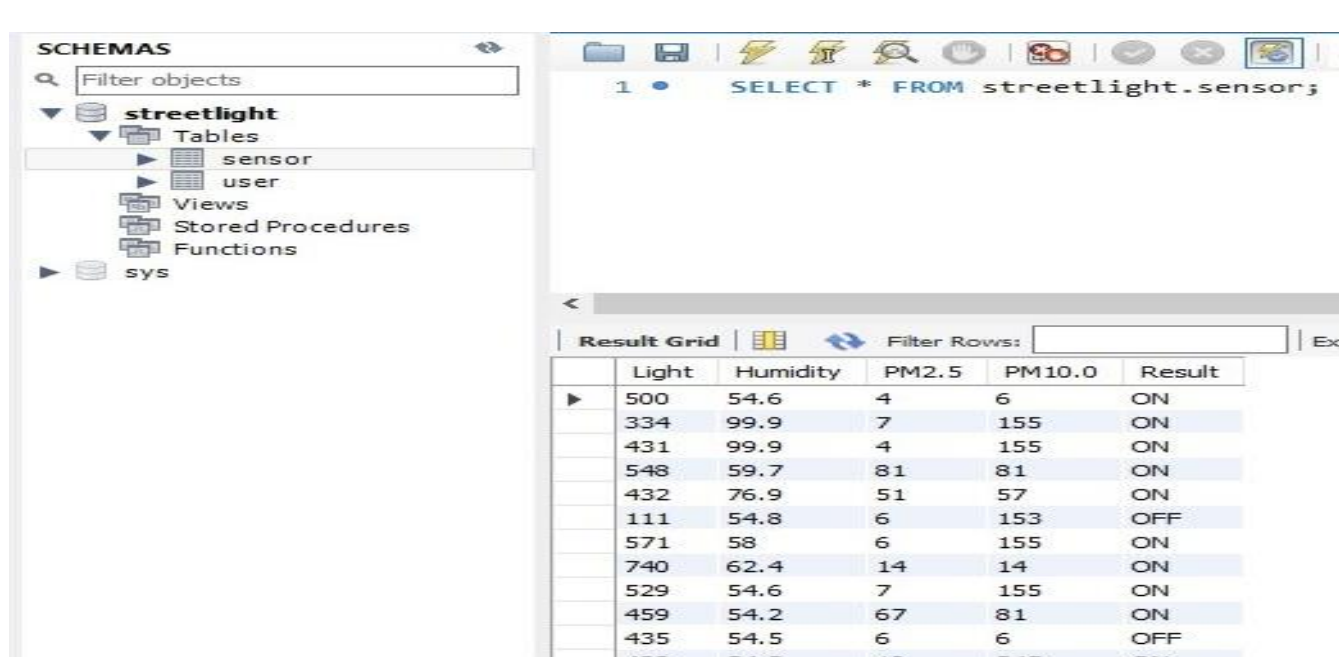 SCHEMAS
Filter objects
streetlight
Tables
sensor
user
Views
Stored Procedures
Functions
sys
1 SELECT * FROM streetlight.sensor;
Result Grid Filter Rows: Ex
Light Humidity PM2.5 PM10.0 Result
500 54.6 4 6 ON
334 99.9 7 155 ON
431 99.9 4 155 ON
548 59.7 81 81 ON
432 76.9 51 57 ON
111 54.8 6 153 OFF
571 58 6 155 ON
740 62.4 14 14 ON
529 54.6 7 155 ON
459 54.2 67 81 ON
435 54.5 6 6 OFF